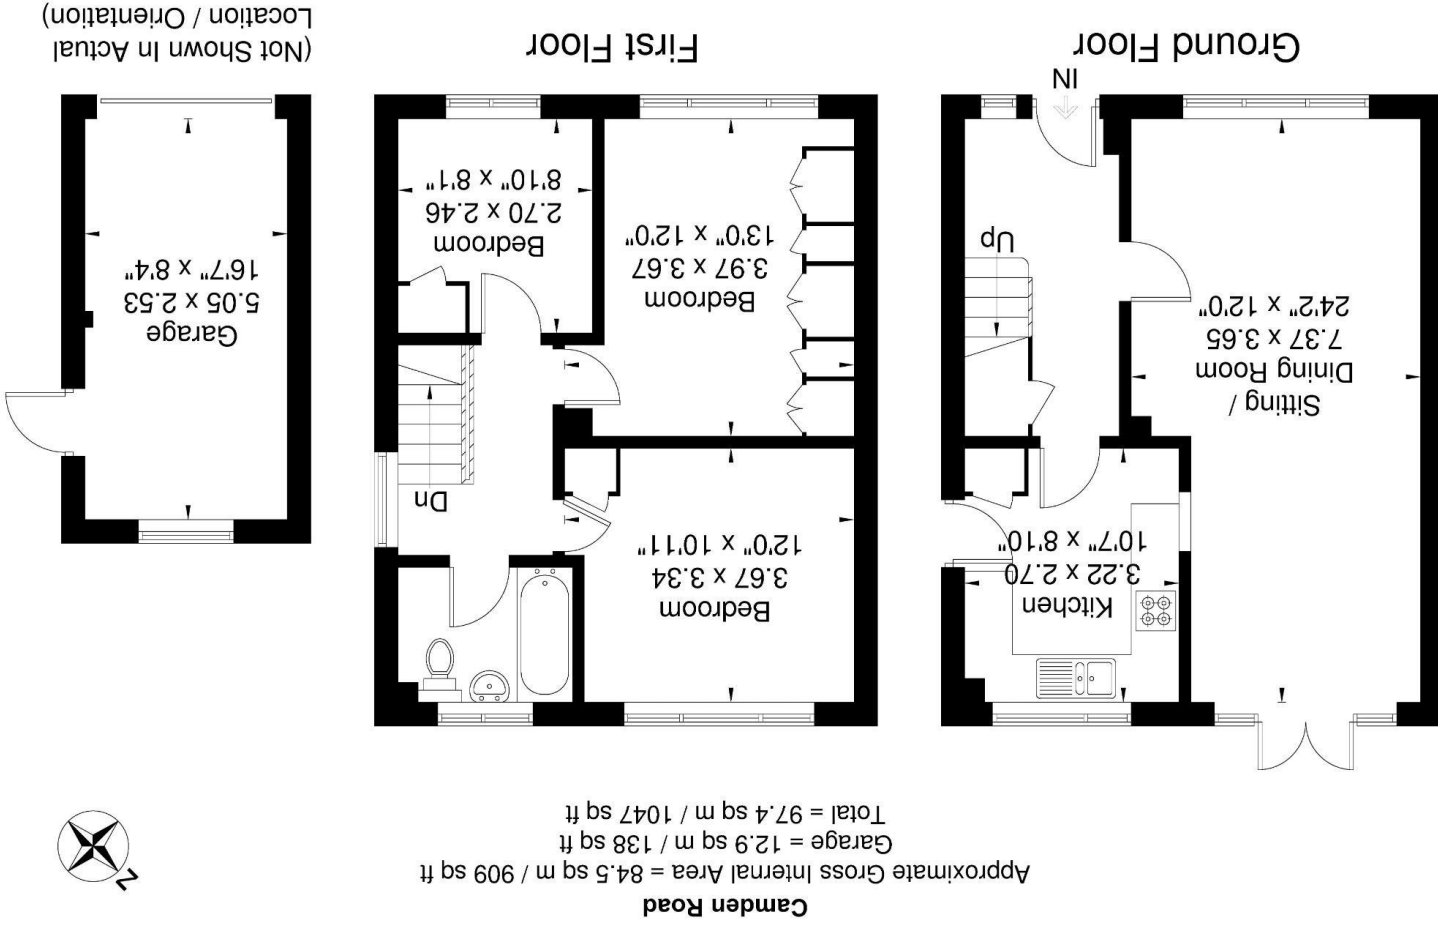 Camden Road
Approximate Gross Internal Area = 84.5 sq m / 909 sq ft
Garage = 12.9 sq m / 138 sq ft
Total = 97.4 sq m / 1047 sq ft
N
Sitting /
Dining Room
7.37 x 3.65
24'2" x 12'0
Kitchen
3.22 x 2.70
10'7" x 8'10"
Up
IN
Ground Floor
Bedroom
3.67 x 3.34
12'0" x 10'11"
Dn
Bedroom
3.97 x 3.67
13'0" x 12'0"
Bedroom
2.70 x 2.46
8'10" x 8'1"
First Floor
Garage
5.05 x 2.53
16'7" x 8'4"
(Not Shown In Actual
Location / Orientation)